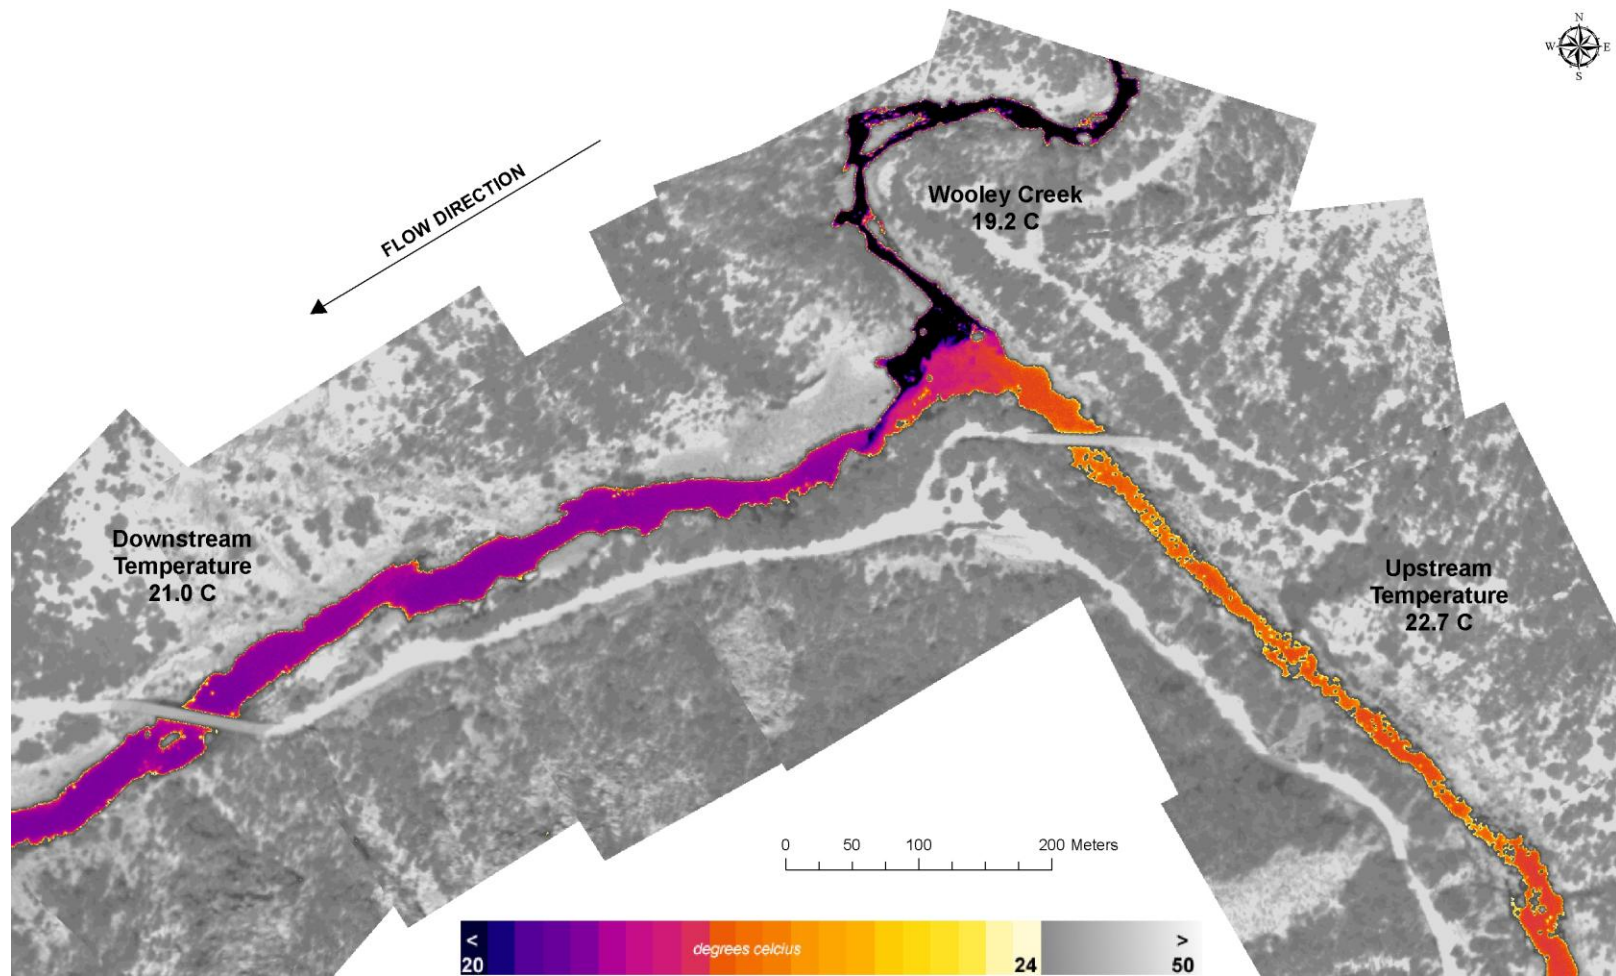 N
W E
S
FLOW DIRECTION
Wooley Creek
19.2 C
Downstream
Temperature
21.0 C
Upstream
Temperature
22.7 C
0 50 100 200 Meters
< degrees celcius >
20 24 50